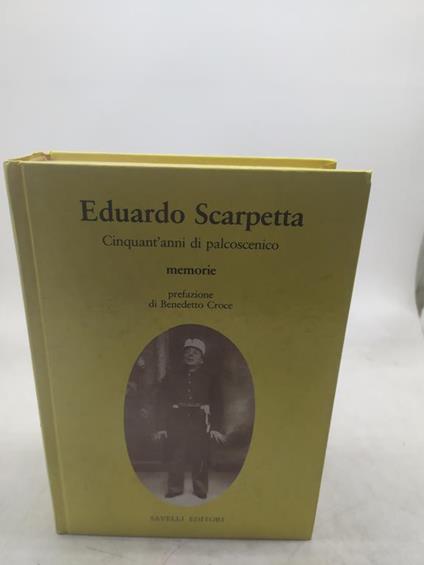 Eduardo Scarpetta
Cinquant'anni di palcoscenico
memorie
prefazione
di Benedetto Croce
SAVELLI EDITORI